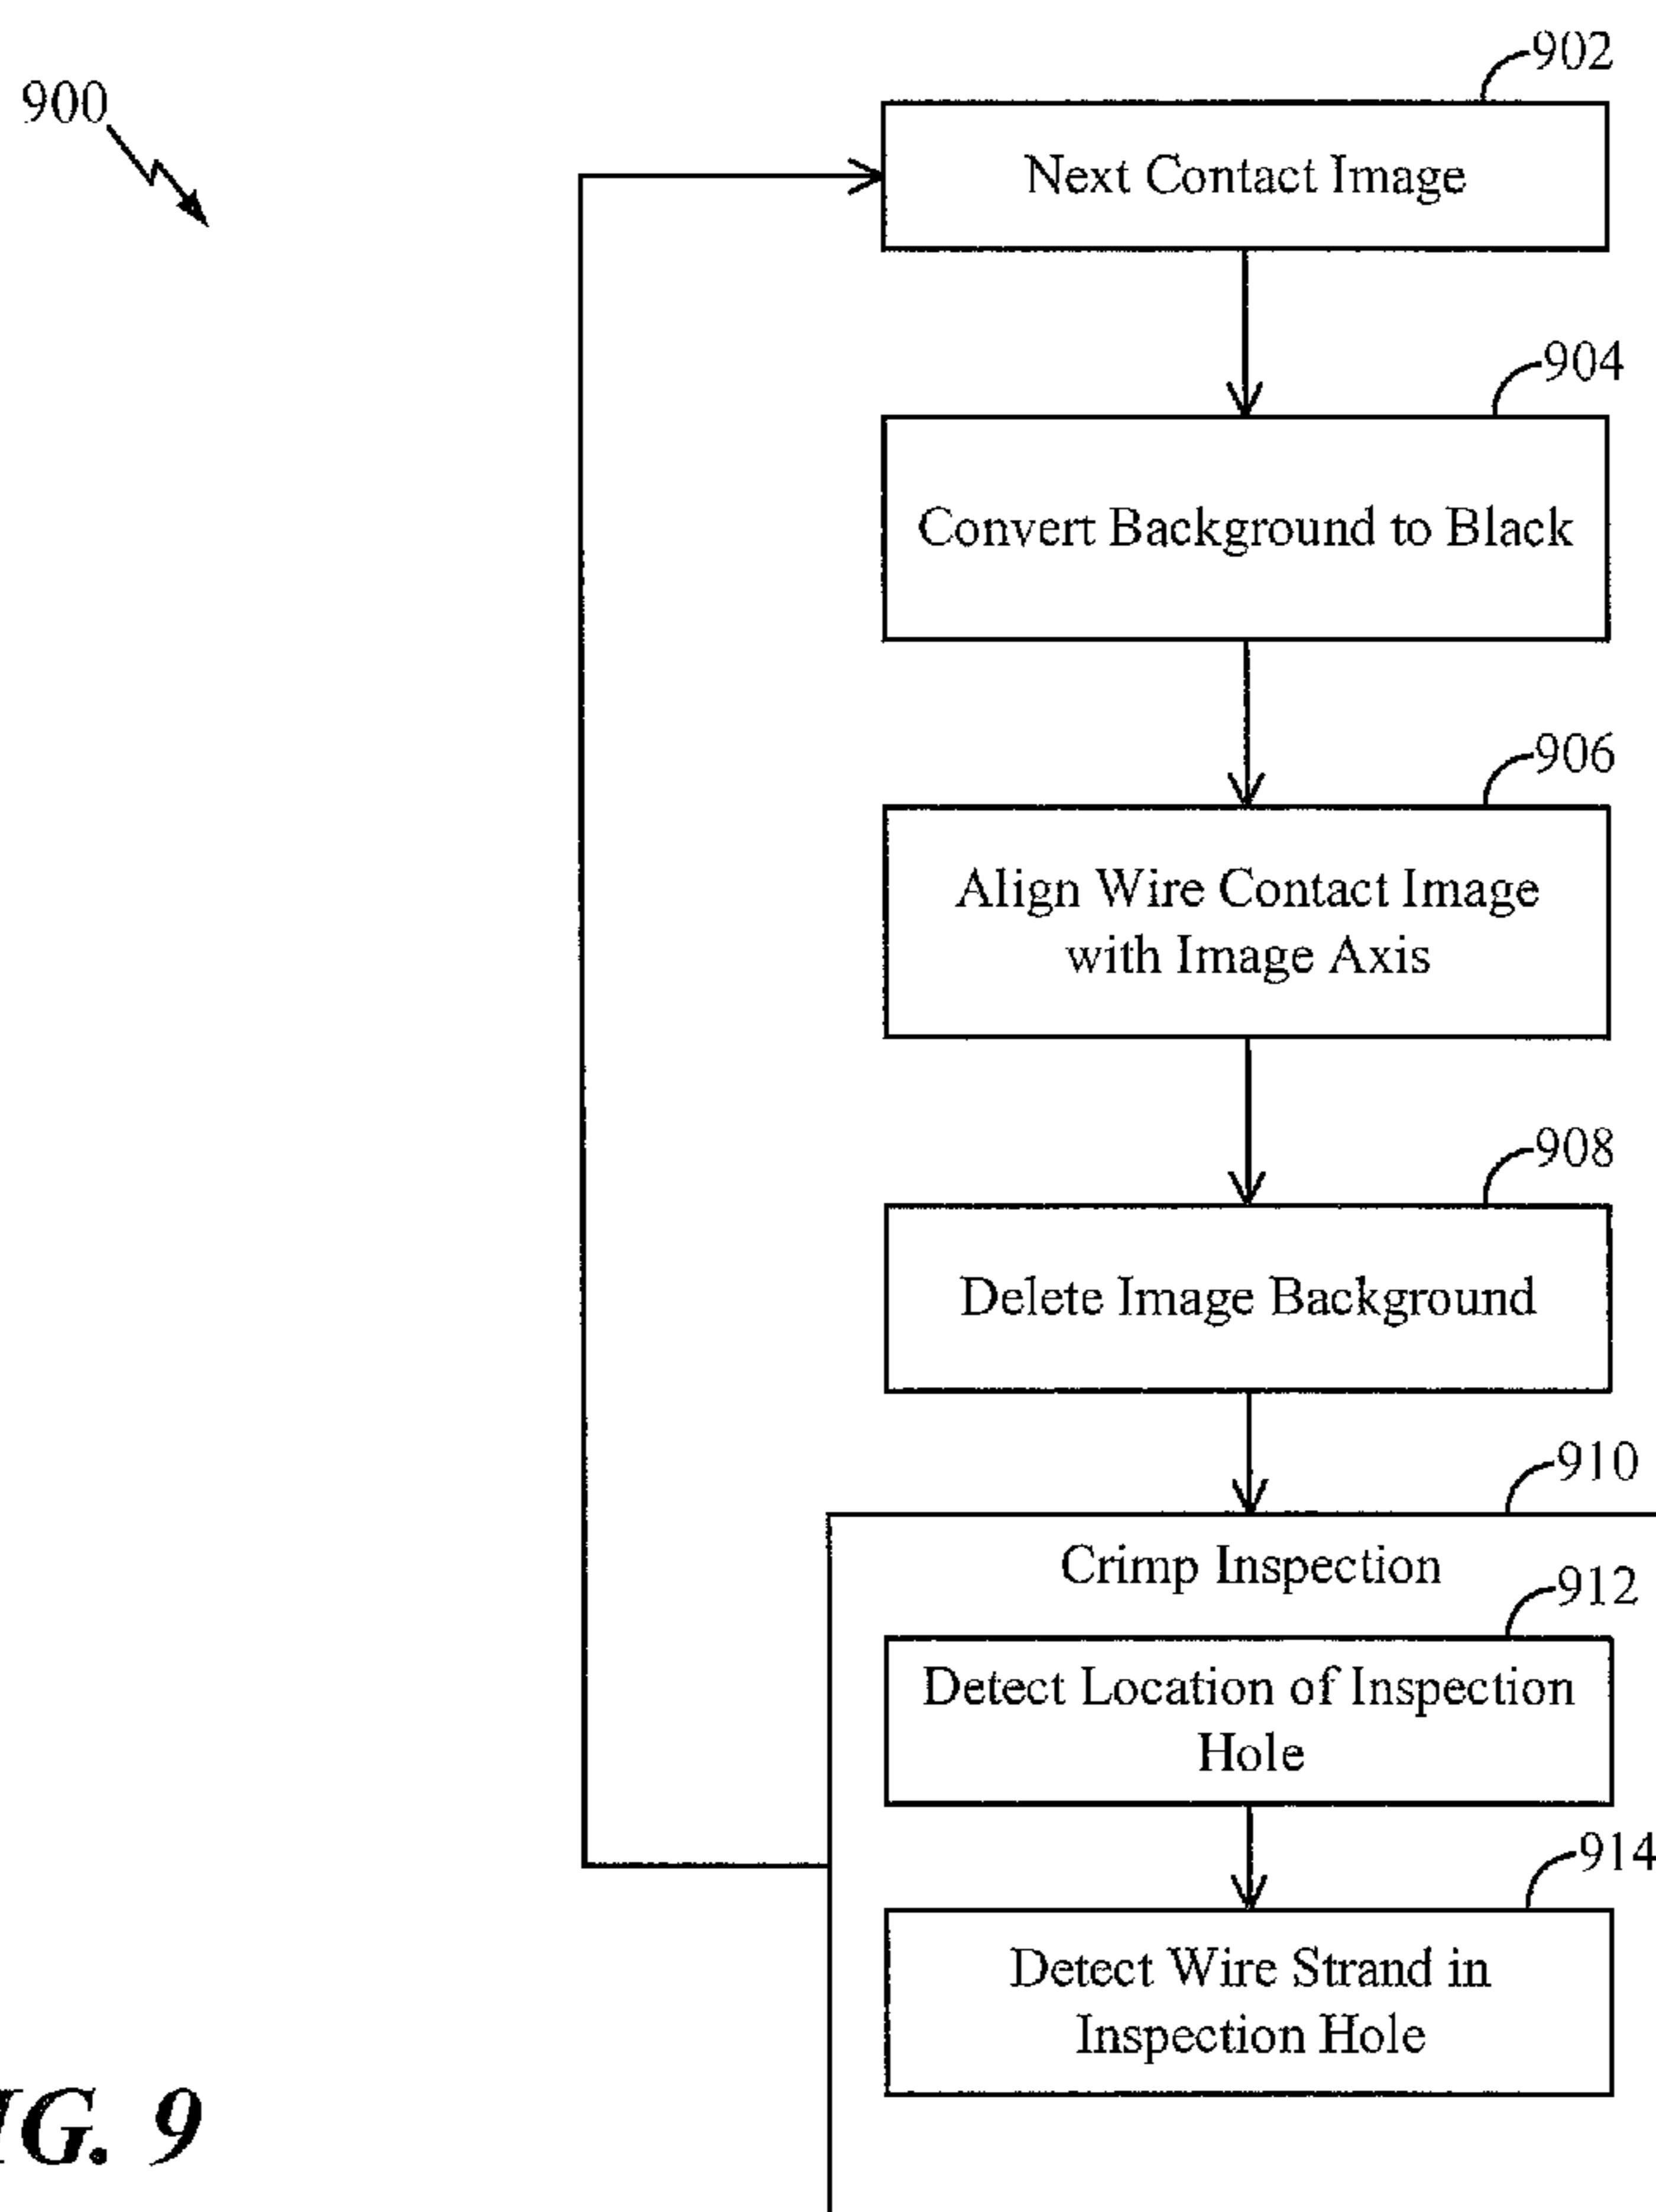 902
900
Next Contact Image
904
Convert Background to Black
906
Align Wire Contact Image
with Image Axis
908
Delete Image Background
910
Crimp Inspection
912
Detect Location of Inspection
Hole
914
Detect Wire Strand in
Inspection Hole
IG. 9